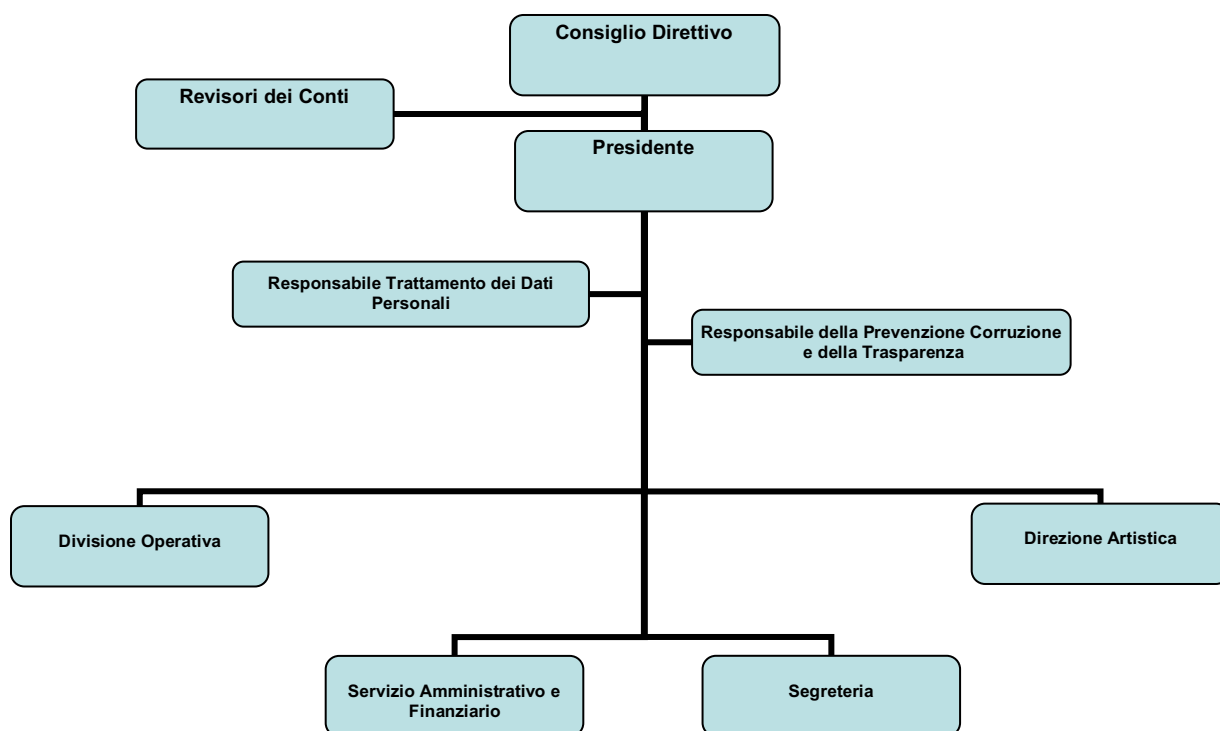 Consiglio Direttivo
Revisori dei Conti
Presidente
Responsabile Trattamento dei Dati
Personali
Responsabile della Prevenzione Corruzione
e della Trasparenza
Divisione Operativa
Direzione Artistica
Servizio Amministrativo e
Finanziario
Segreteria